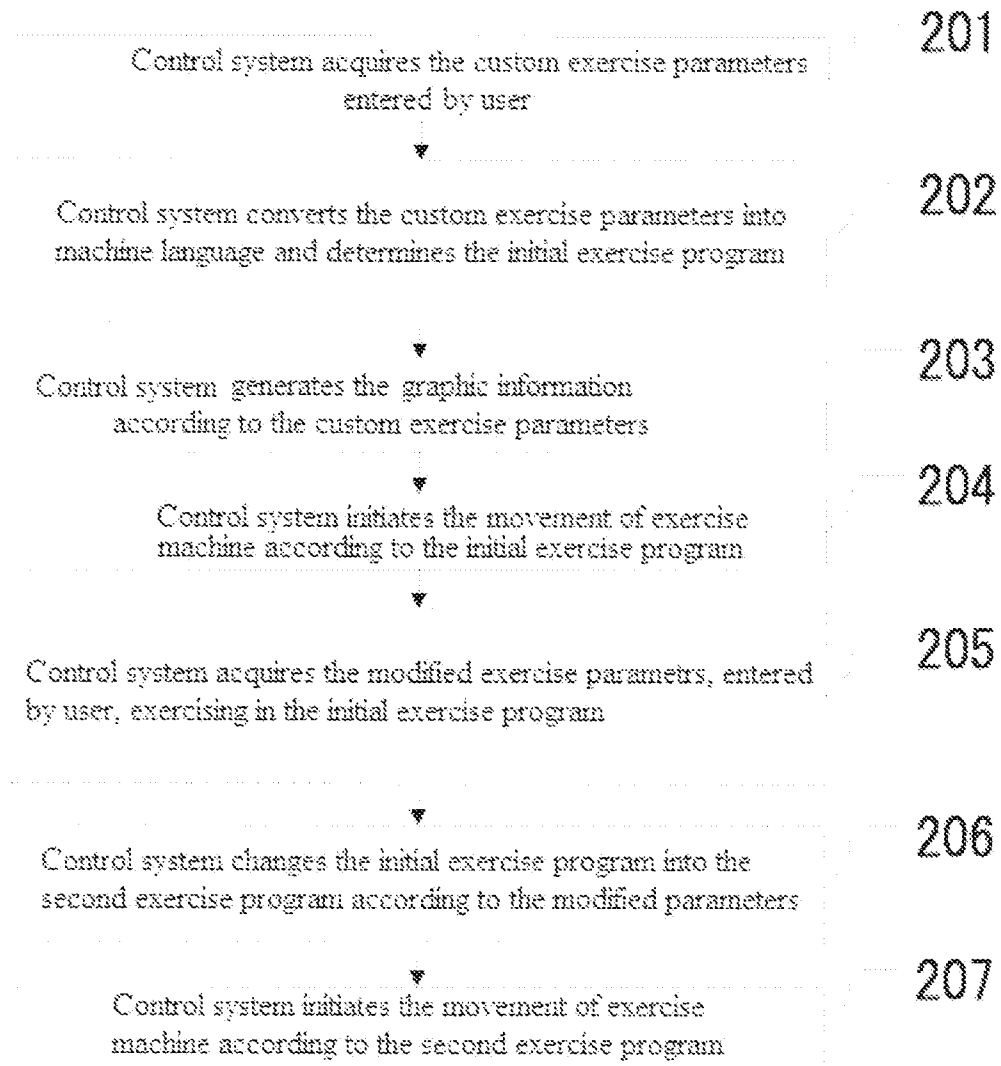 201
Control system acquires the custom exercise parameters
entered by user
202
Control system converts the custom exercise parameters into
machine language and determines the initial exercise program
203
Control system generates the graphic information
according to the custom exercise parameters
204
Control system initiates the movement of exercise
machine according to the initial exercise program
205
Control system acquires the modified exercise parametrs, entered
by user, exercising in the initial exercise program
206
Control system changes the initial exercise program into the
second exercise program according to the modified parameters
207
Control system initiates the movement of exercise
machine according to the second exercise program